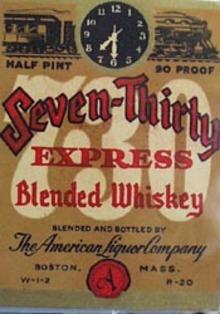 HALF PINT 90 PROOF
730
Seven-Thirty
EXPRESS
Blended Whiskey
BLENDED AND BOTTLED BY
The American Liquor Company
BOSTON, MASS.
W-1-2 R-20